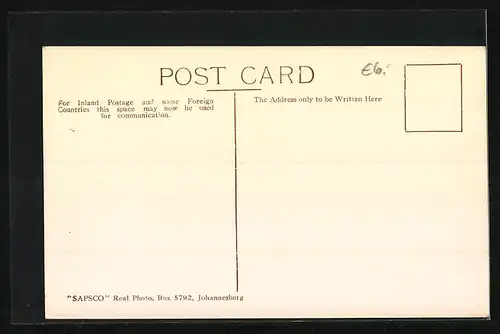 POST CARD
€6.-
For Inland Postage and some Foreign
Countries this space may now be used
for communication.
The Address only to be Written Here
"SAPSCO" Real Photo, Box 5792, Johannesburg